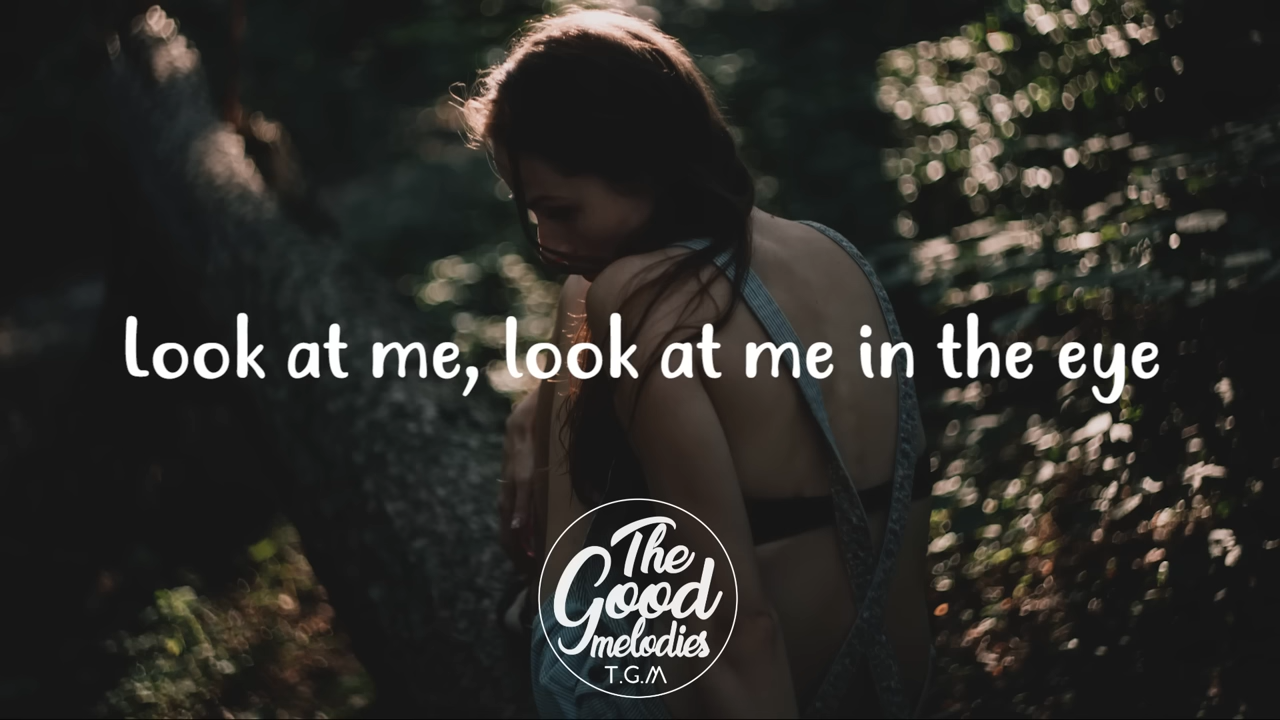 Look at me, look at me in the eye
The
Good
melodies
T.G.M